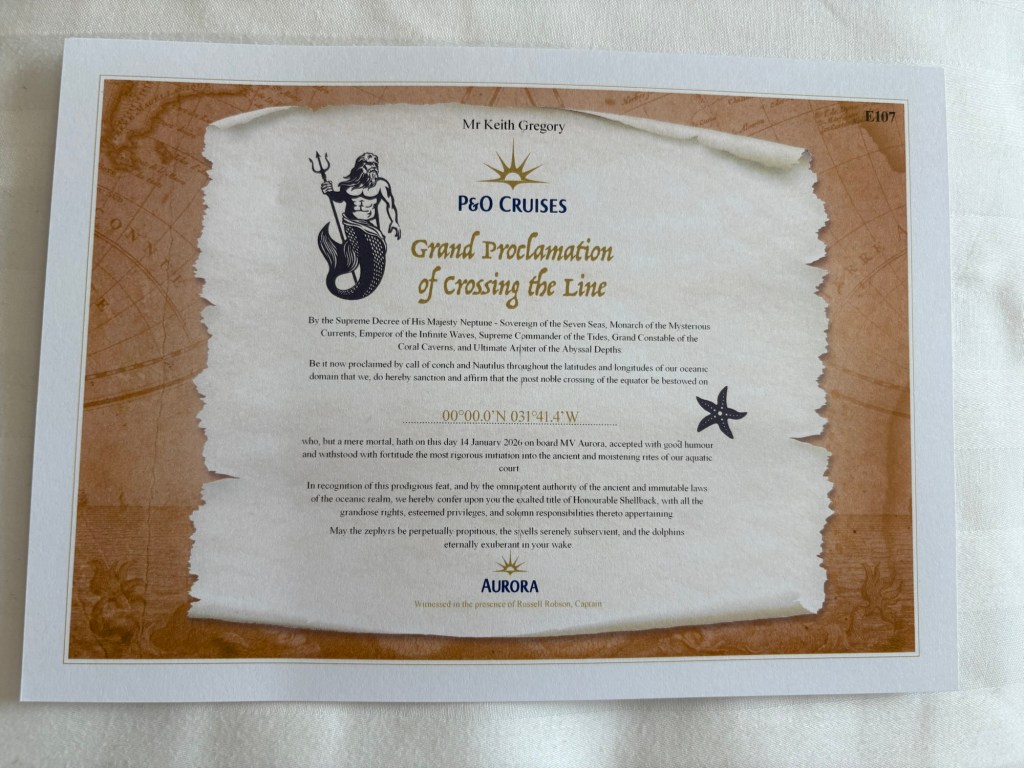 E107
Mr Keith Gregory
P&O CRUISES
Grand Proclamation
of Crossing the Line
By the Supreme Decree of His Majesty Neptune - Sovereign of the Seven Seas, Monarch of the Mysterious
Currents, Emperor of the Infinite Waves, Supreme Commander of the Tides, Grand Constable of the
Coral Caverns, and Ultimate Arbiter of the Abyssal Depths.
Be it now proclaimed by call of conch and Nautilus throughout the latitudes and longitudes of our oceanic
domain that we, do hereby sanction and affirm that the most noble crossing of the equator be bestowed on
00°00.0'N 031°41.4'W
who, but a mere mortal, hath on this day 14 January 2026 on board MV Aurora, accepted with good humour
and withstood with fortitude the most rigorous initiation into the ancient and moistening rites of our aquatic
court.
In recognition of this prodigious feat, and by the omnipotent authority of the ancient and immutable laws
of the oceanic realm, we hereby confer upon you the exalted title of Honourable Shellback, with all the
grandiose rights, esteemed privileges, and solemn responsibilities thereto appertaining.
May the zephyrs be perpetually propitious, the swells serenely subservient, and the dolphins
eternally exuberant in your wake.
AURORA
Witnessed in the presence of Russell Robson, Captain